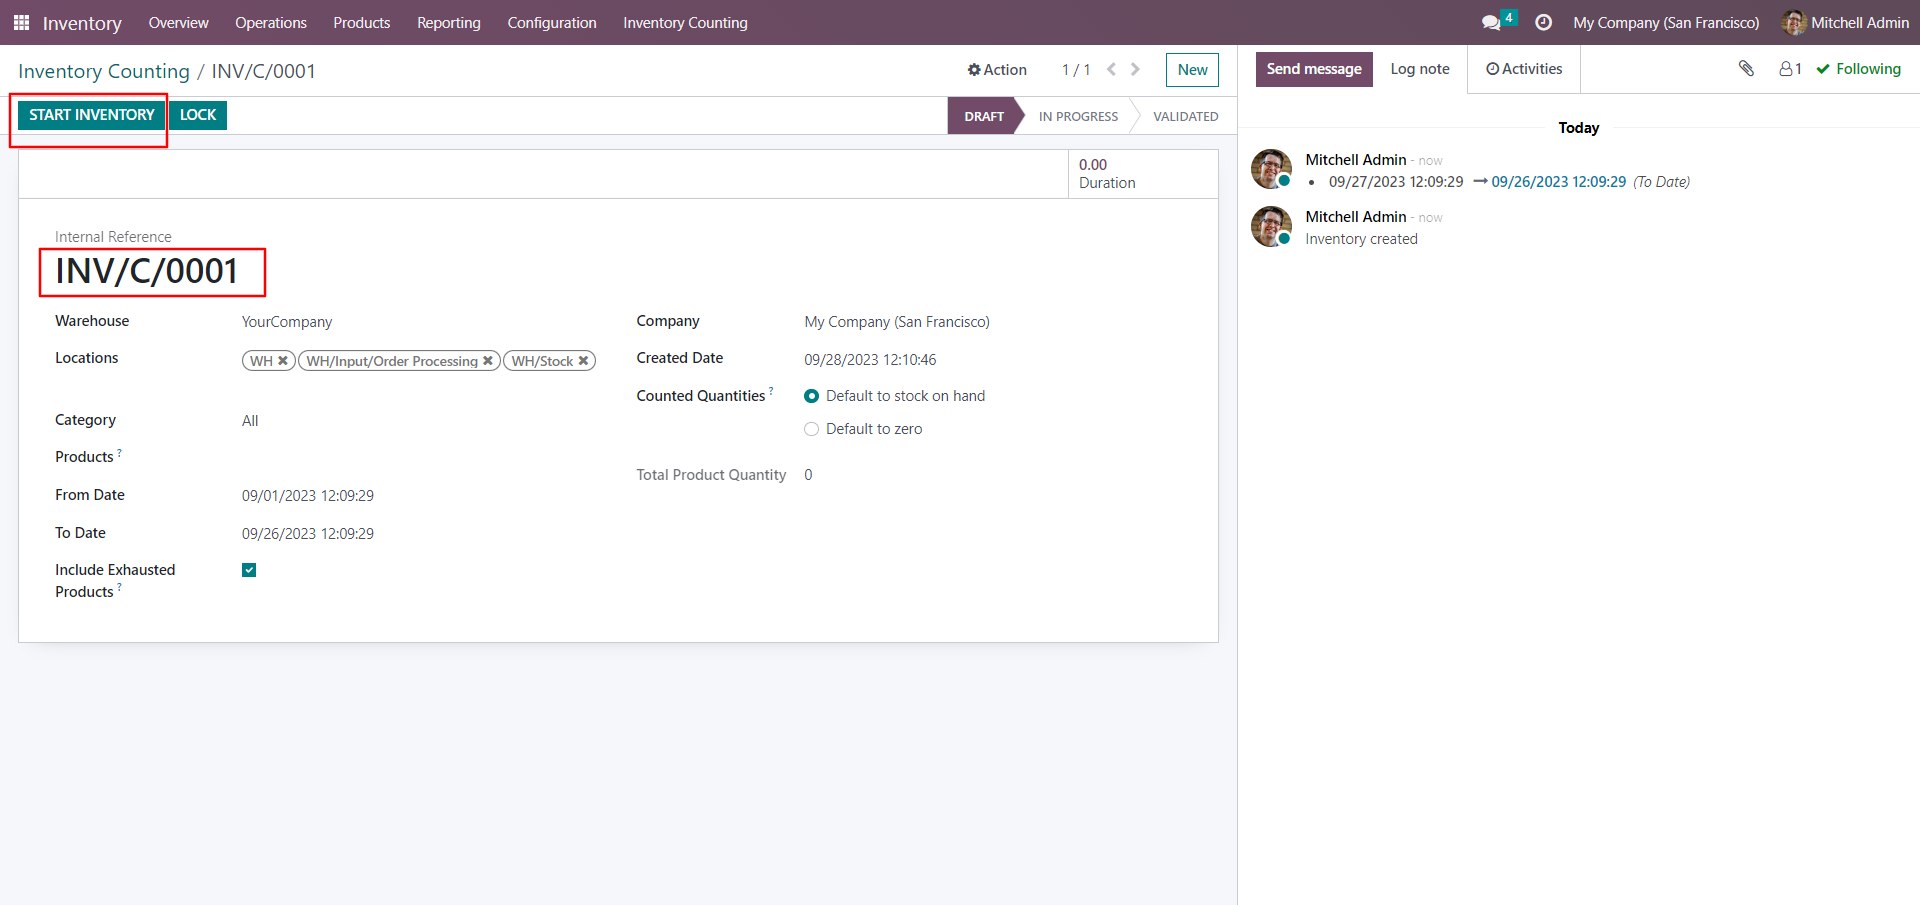 Inventory Overview Operations Products Reporting Configuration Inventory Counting 4 My Company (San Francisco) Mitchell Admin
Inventory Counting / INV/C/0001 Action 1 / 1 New
START INVENTORY LOCK DRAFT IN PROGRESS VALIDATED
0.00
Duration
Internal Reference
INV/C/0001
Warehouse YourCompany
Locations WH ✖ WH/Input/Order Processing ✖ WH/Stock ✖
Category All
Products ?
From Date 09/01/2023 12:09:29
To Date 09/26/2023 12:09:29
Include Exhausted
Products ?
Company My Company (San Francisco)
Created Date 09/28/2023 12:10:46
Counted Quantities ? Default to stock on hand
Default to zero
Total Product Quantity 0
Send message Log note Activities 1 Following
Today
Mitchell Admin - now
• 09/27/2023 12:09:29 → 09/26/2023 12:09:29 (To Date)
Mitchell Admin - now
Inventory created